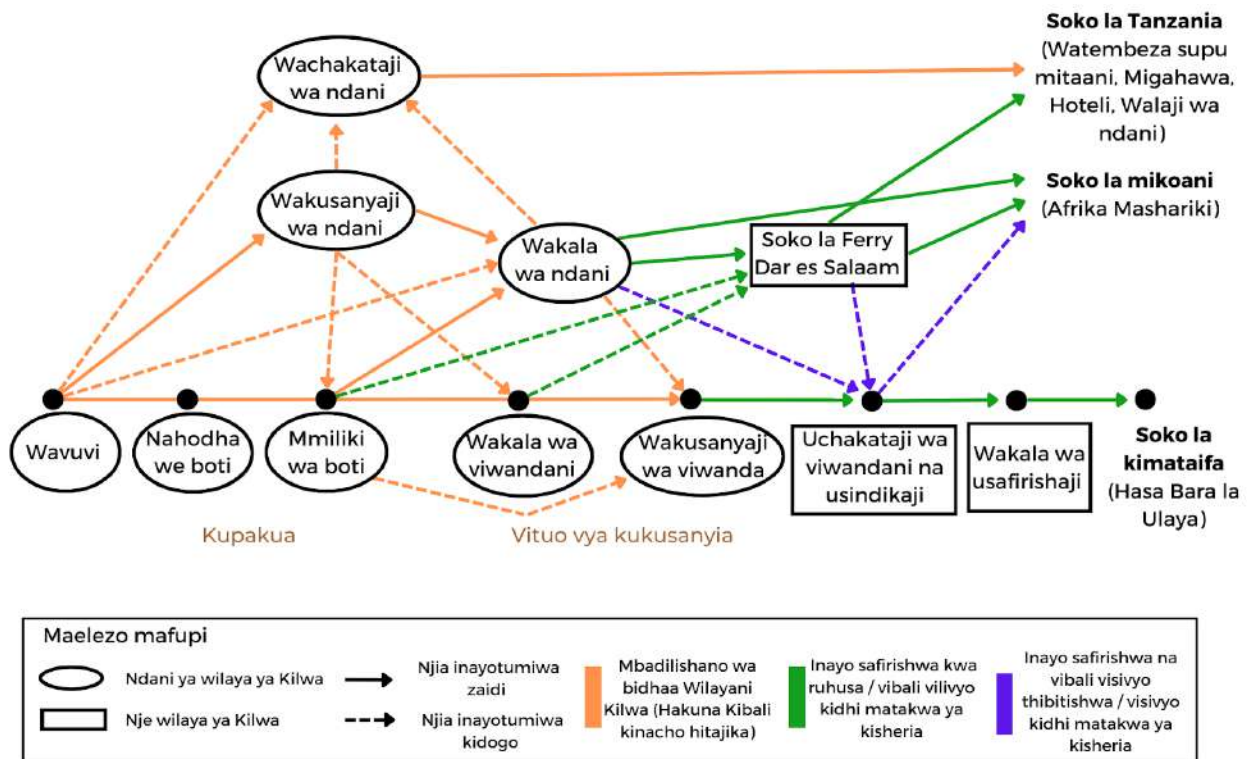 Soko la Tanzania
(Watembeza supu
mitaani, Migahawa,
Hoteli, Walaji wa
ndani)
Wachakataji
wa ndani
Wakusanyaji
wa ndani
Wakala
wa ndani
Soko la Ferry
Dar es Salaam
Soko la mikoani
(Afrika Mashariki)
Wavuvi
Nahodha
we boti
Mmiliki
wa boti
Wakala wa
viwandani
Wakusanyaji
wa viwanda
Uchakataji wa
viwandani na
usindikaji
Wakala wa
usafirishaji
Soko la
kimataifa
(Hasa Bara la
Ulaya)
Kupakua
Vituo vya kukusanyia
Maelezo mafupi
Ndani ya wilaya ya Kilwa
Nje wilaya ya Kilwa
Njia inayotumiwa
zaidi
Njia inayotumiwa
kidogo
Mbadilishano wa
bidhaa Wilayani
Kilwa (Hakuna Kibali
kinacho hitajika)
Inayo safirishwa kwa
ruhusa / vibali vilivyo
kidhi matakwa ya
kisheria
Inayo safirishwa na
vibali visivyo
thibitishwa / visivyo
kidhi matakwa ya
kisheria